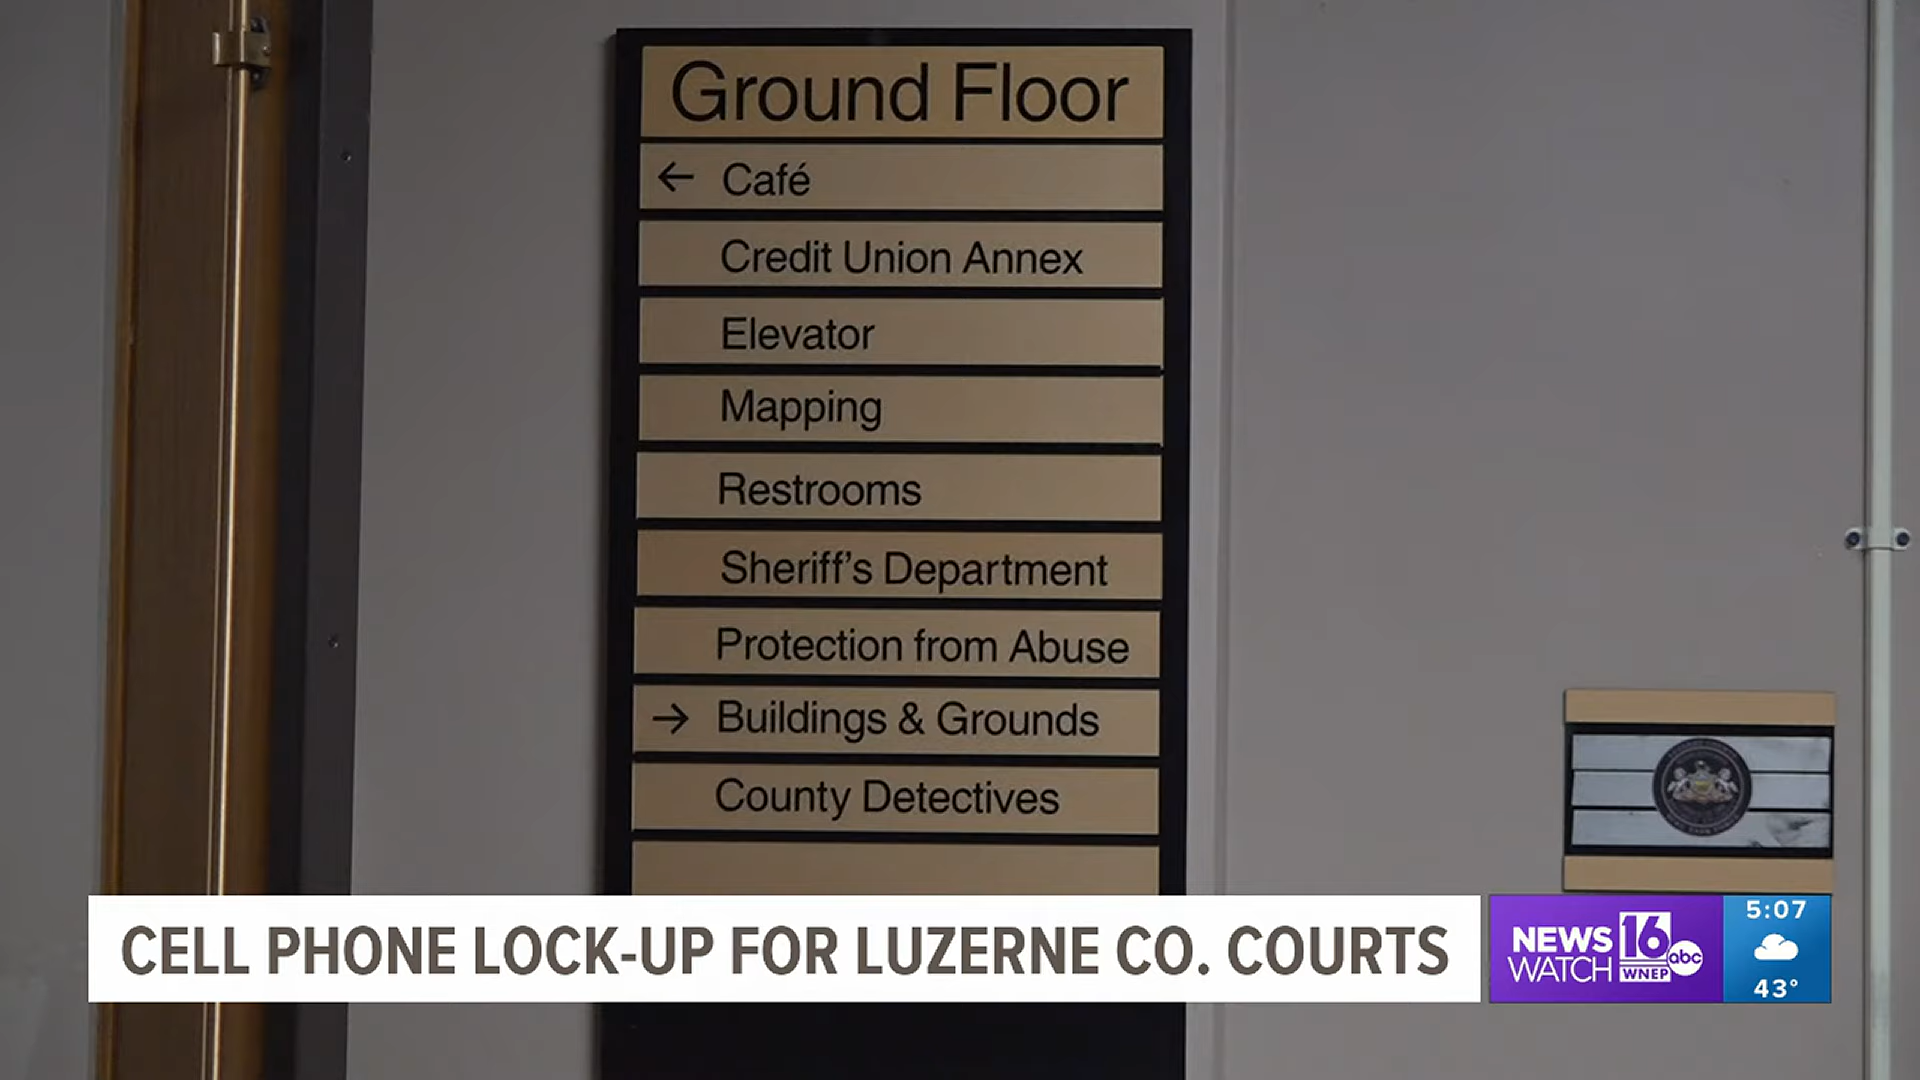 Ground Floor
← Café
Credit Union Annex
Elevator
Mapping
Restrooms
Sheriff's Department
Protection from Abuse
→ Buildings & Grounds
County Detectives
CELL PHONE LOCK-UP FOR LUZERNE CO. COURTS
NEWS 16 abc
WATCH WNEP
5:07
43°